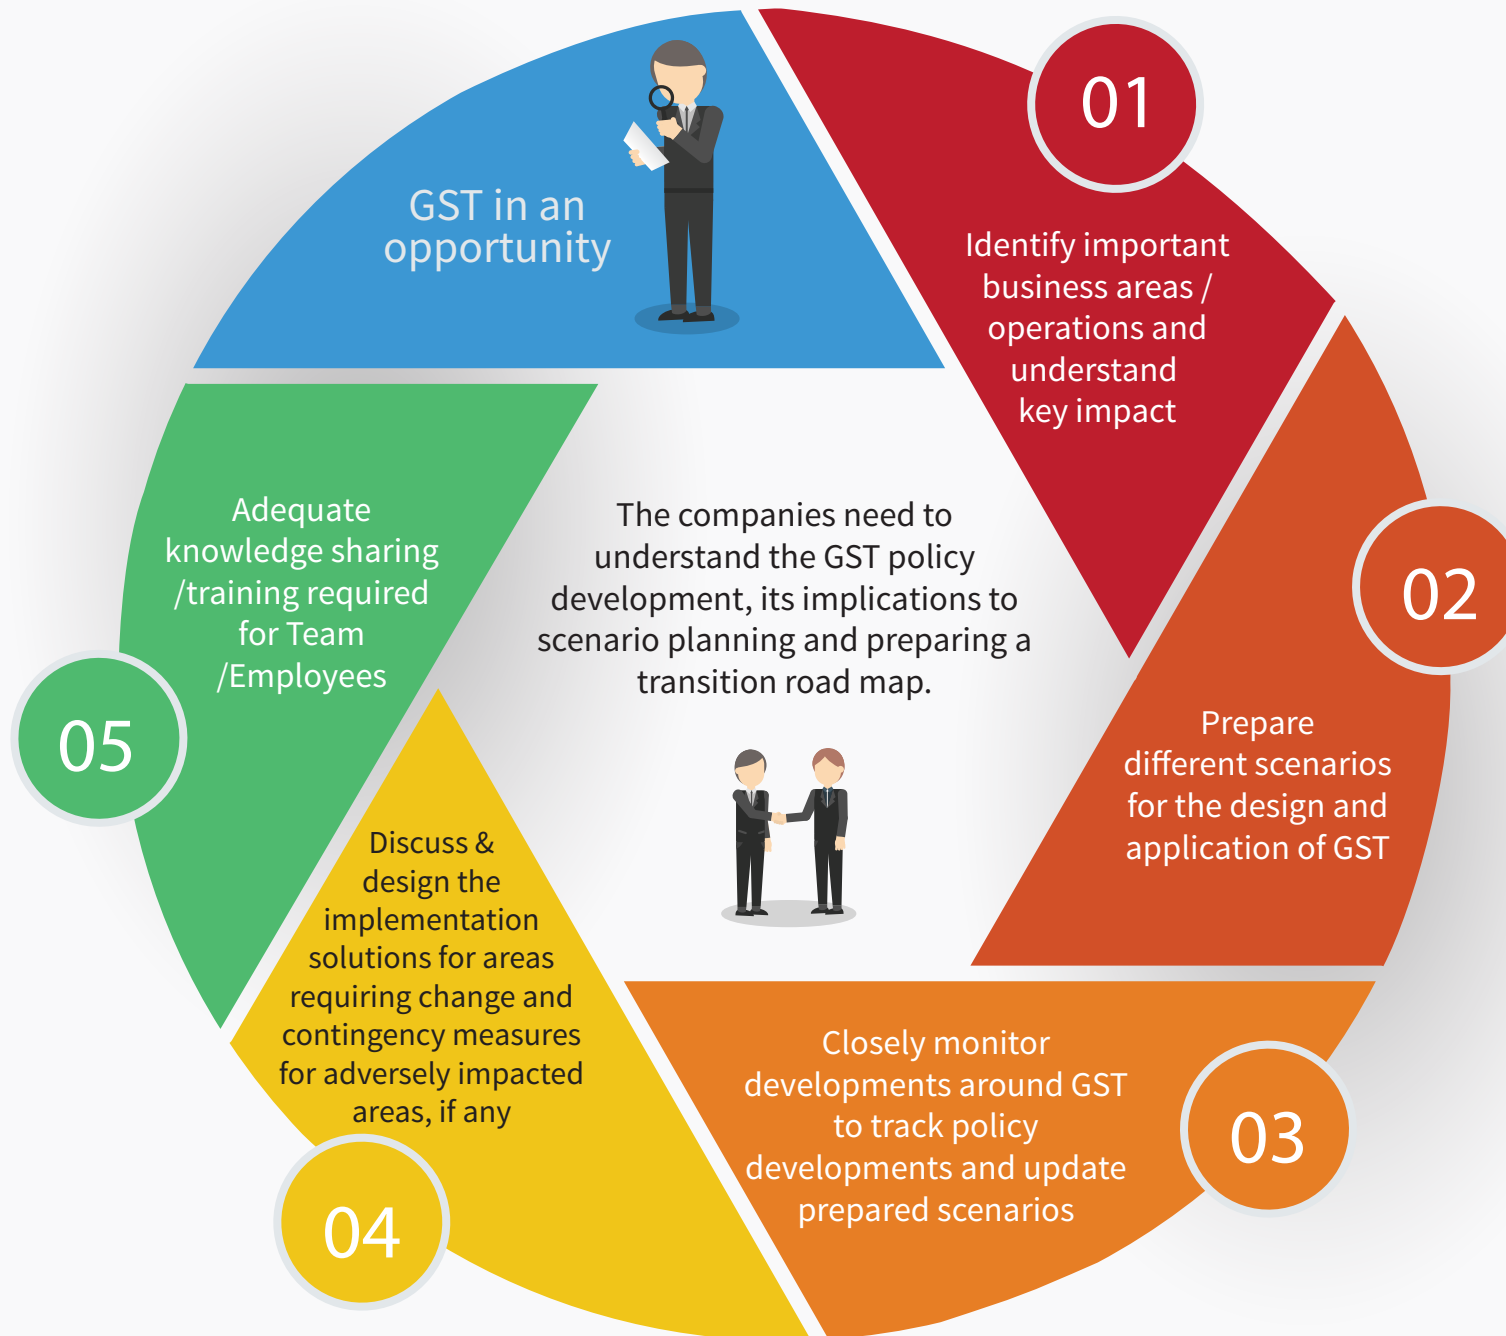 GST in an
opportunity
01
Identify important
business areas /
operations and
understand
key impact
02
Prepare
different scenarios
for the design and
application of GST
03
Closely monitor
developments around GST
to track policy
developments and update
prepared scenarios
04
Discuss &
design the
implementation
solutions for areas
requiring change and
contingency measures
for adversely impacted
areas, if any
05
Adequate
knowledge sharing
/training required
for Team
/Employees
The companies need to
understand the GST policy
development, its implications to
scenario planning and preparing a
transition road map.